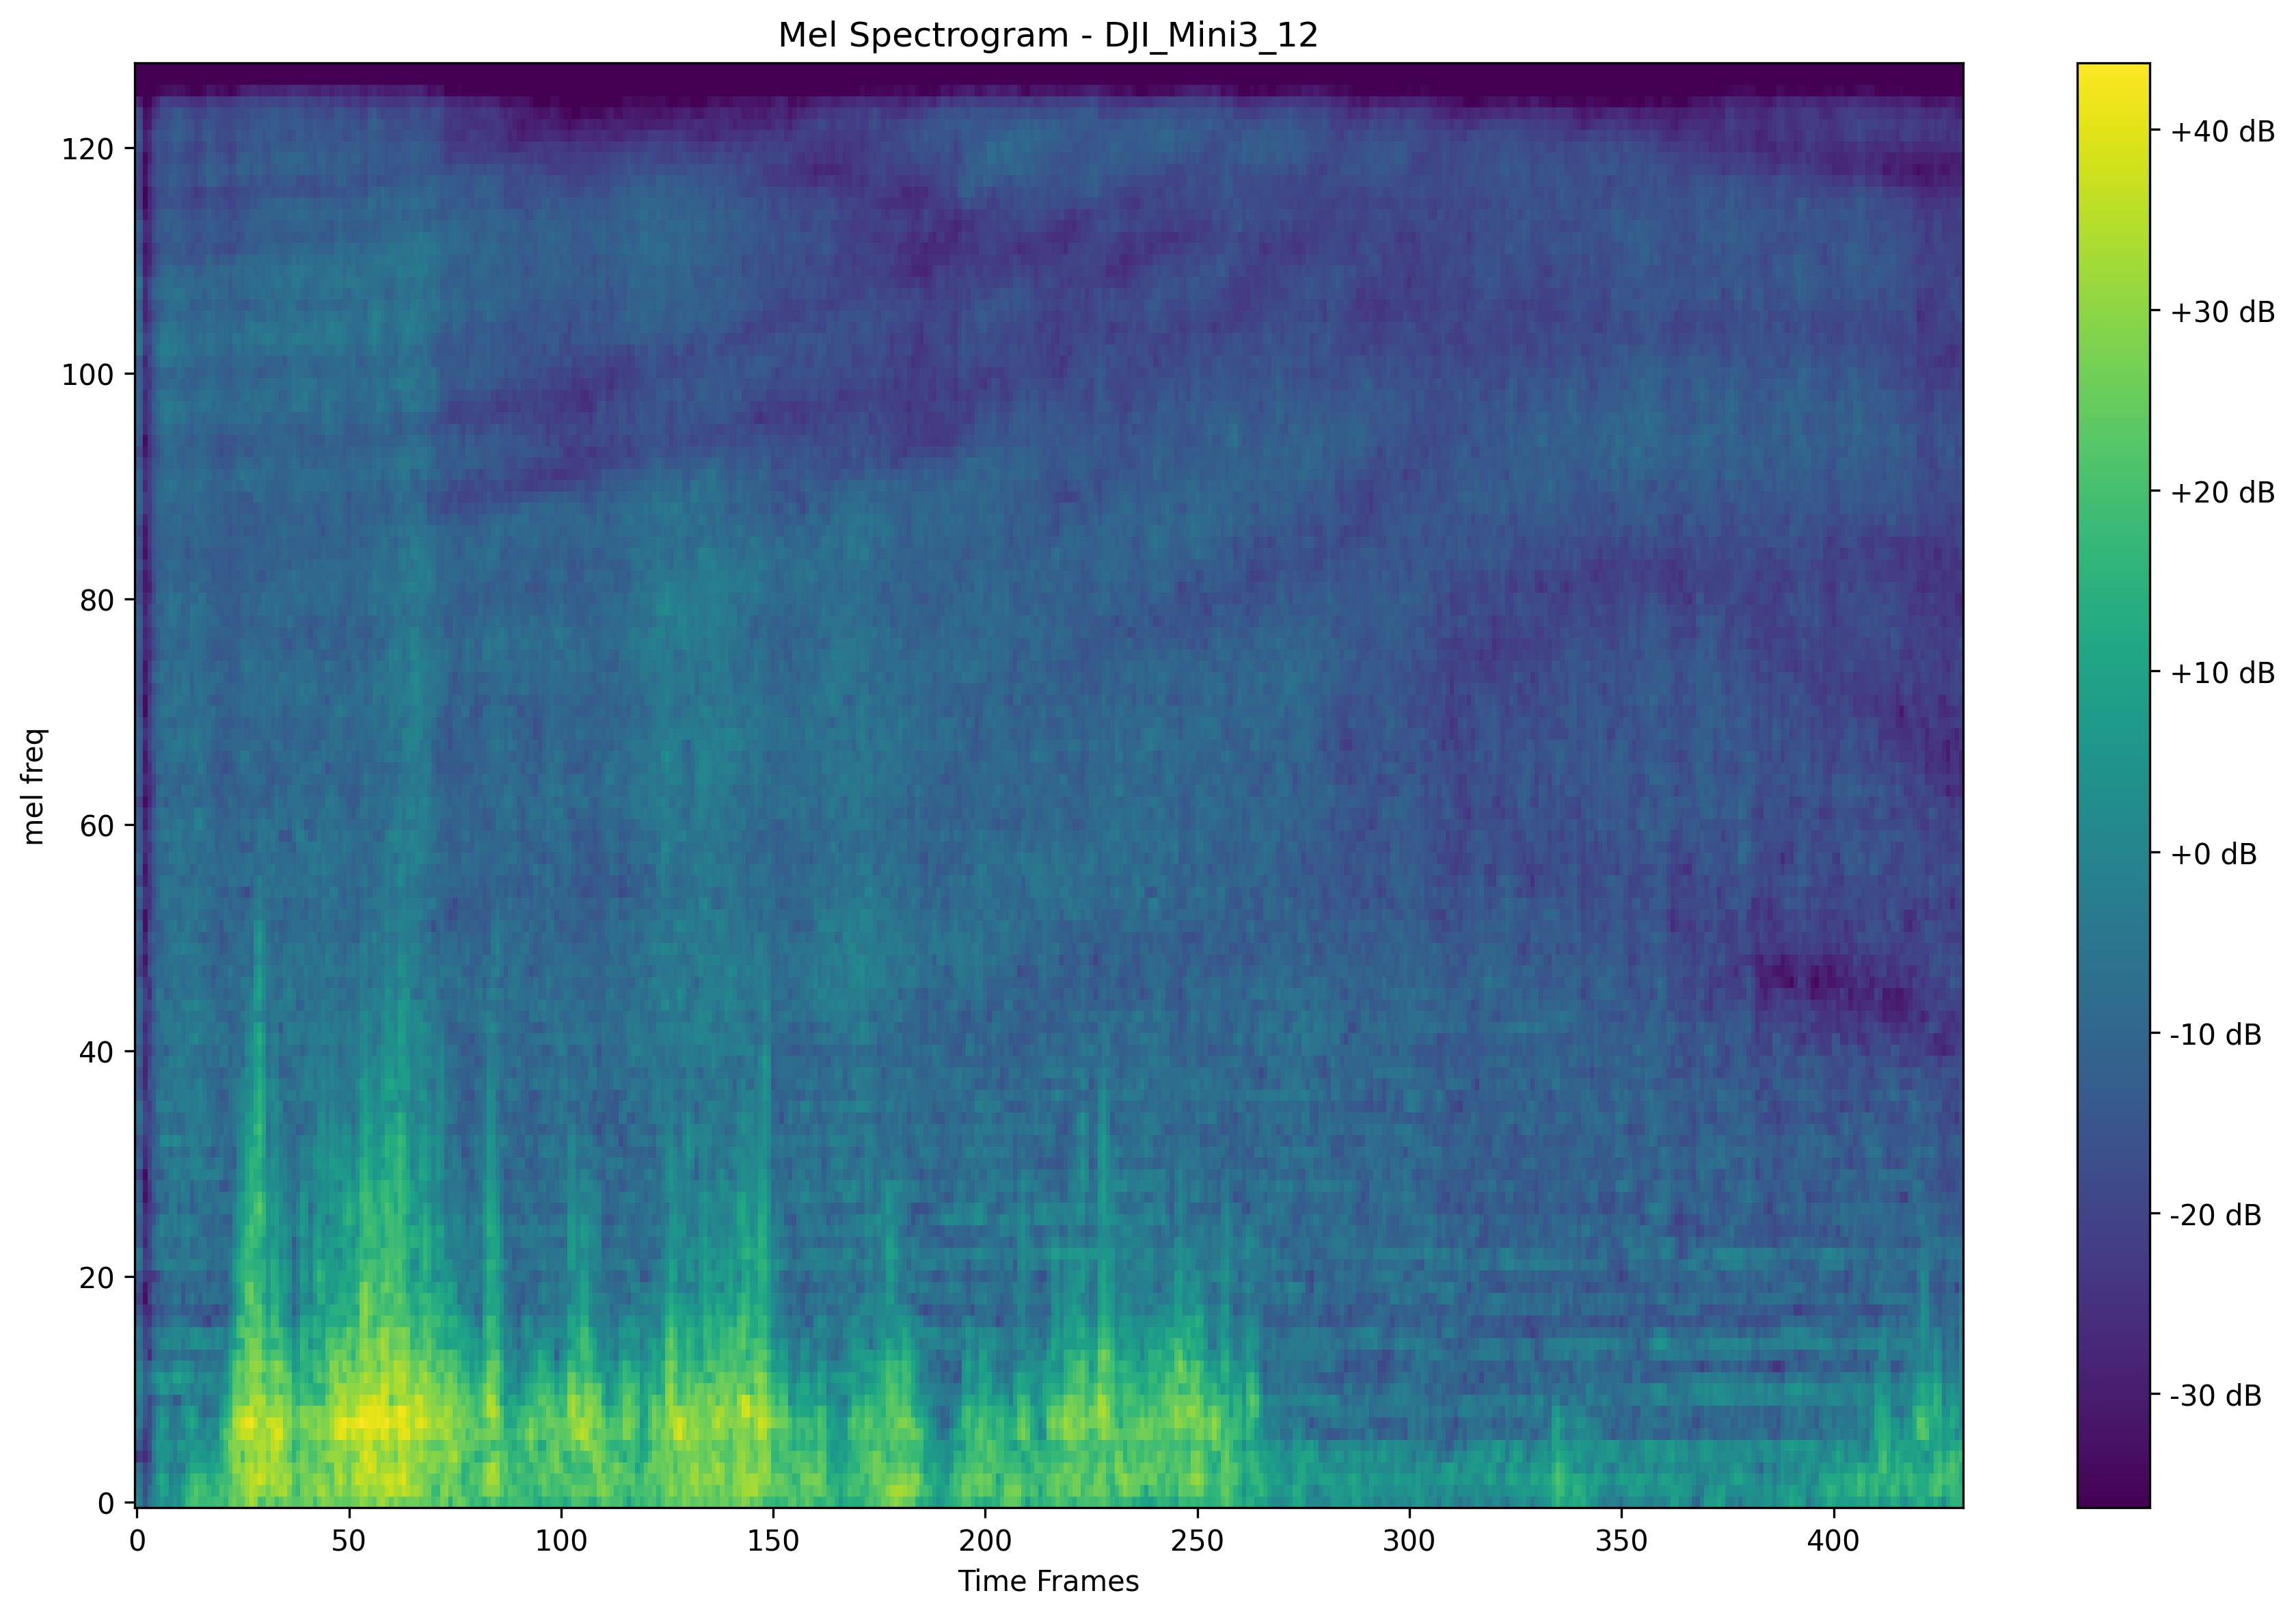 Mel Spectrogram - DJI_Mini3_12
mel freq
120
100
80
60
40
20
0
0 50 100 150 200 250 300 350 400
Time Frames
+40 dB
+30 dB
+20 dB
+10 dB
+0 dB
-10 dB
-20 dB
-30 dB